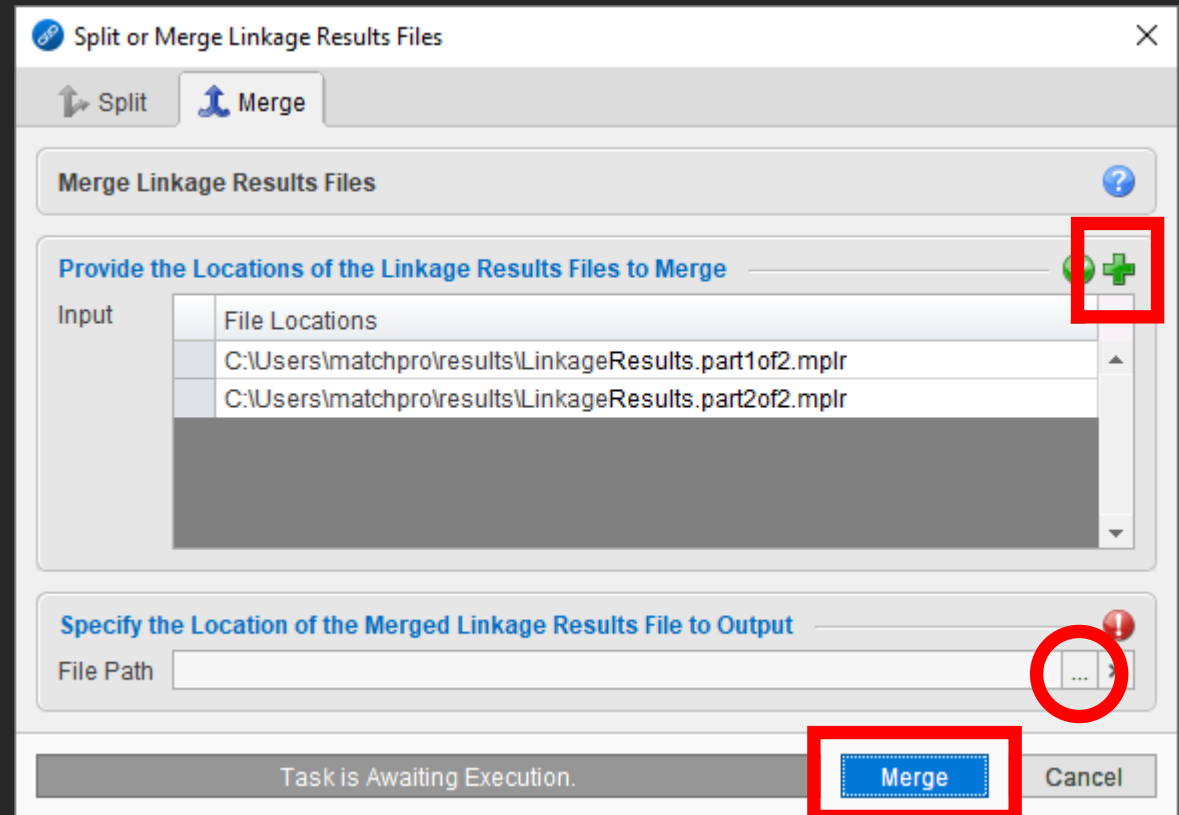 Split or Merge Linkage Results Files
Split Merge
Merge Linkage Results Files
?
Provide the Locations of the Linkage Results Files to Merge
Input
File Locations
C:\Users\matchpro\results\LinkageResults.part1of2.mplr
C:\Users\matchpro\results\LinkageResults.part2of2.mplr
Specify the Location of the Merged Linkage Results File to Output
!
File Path
...
Task is Awaiting Execution.
Merge
Cancel